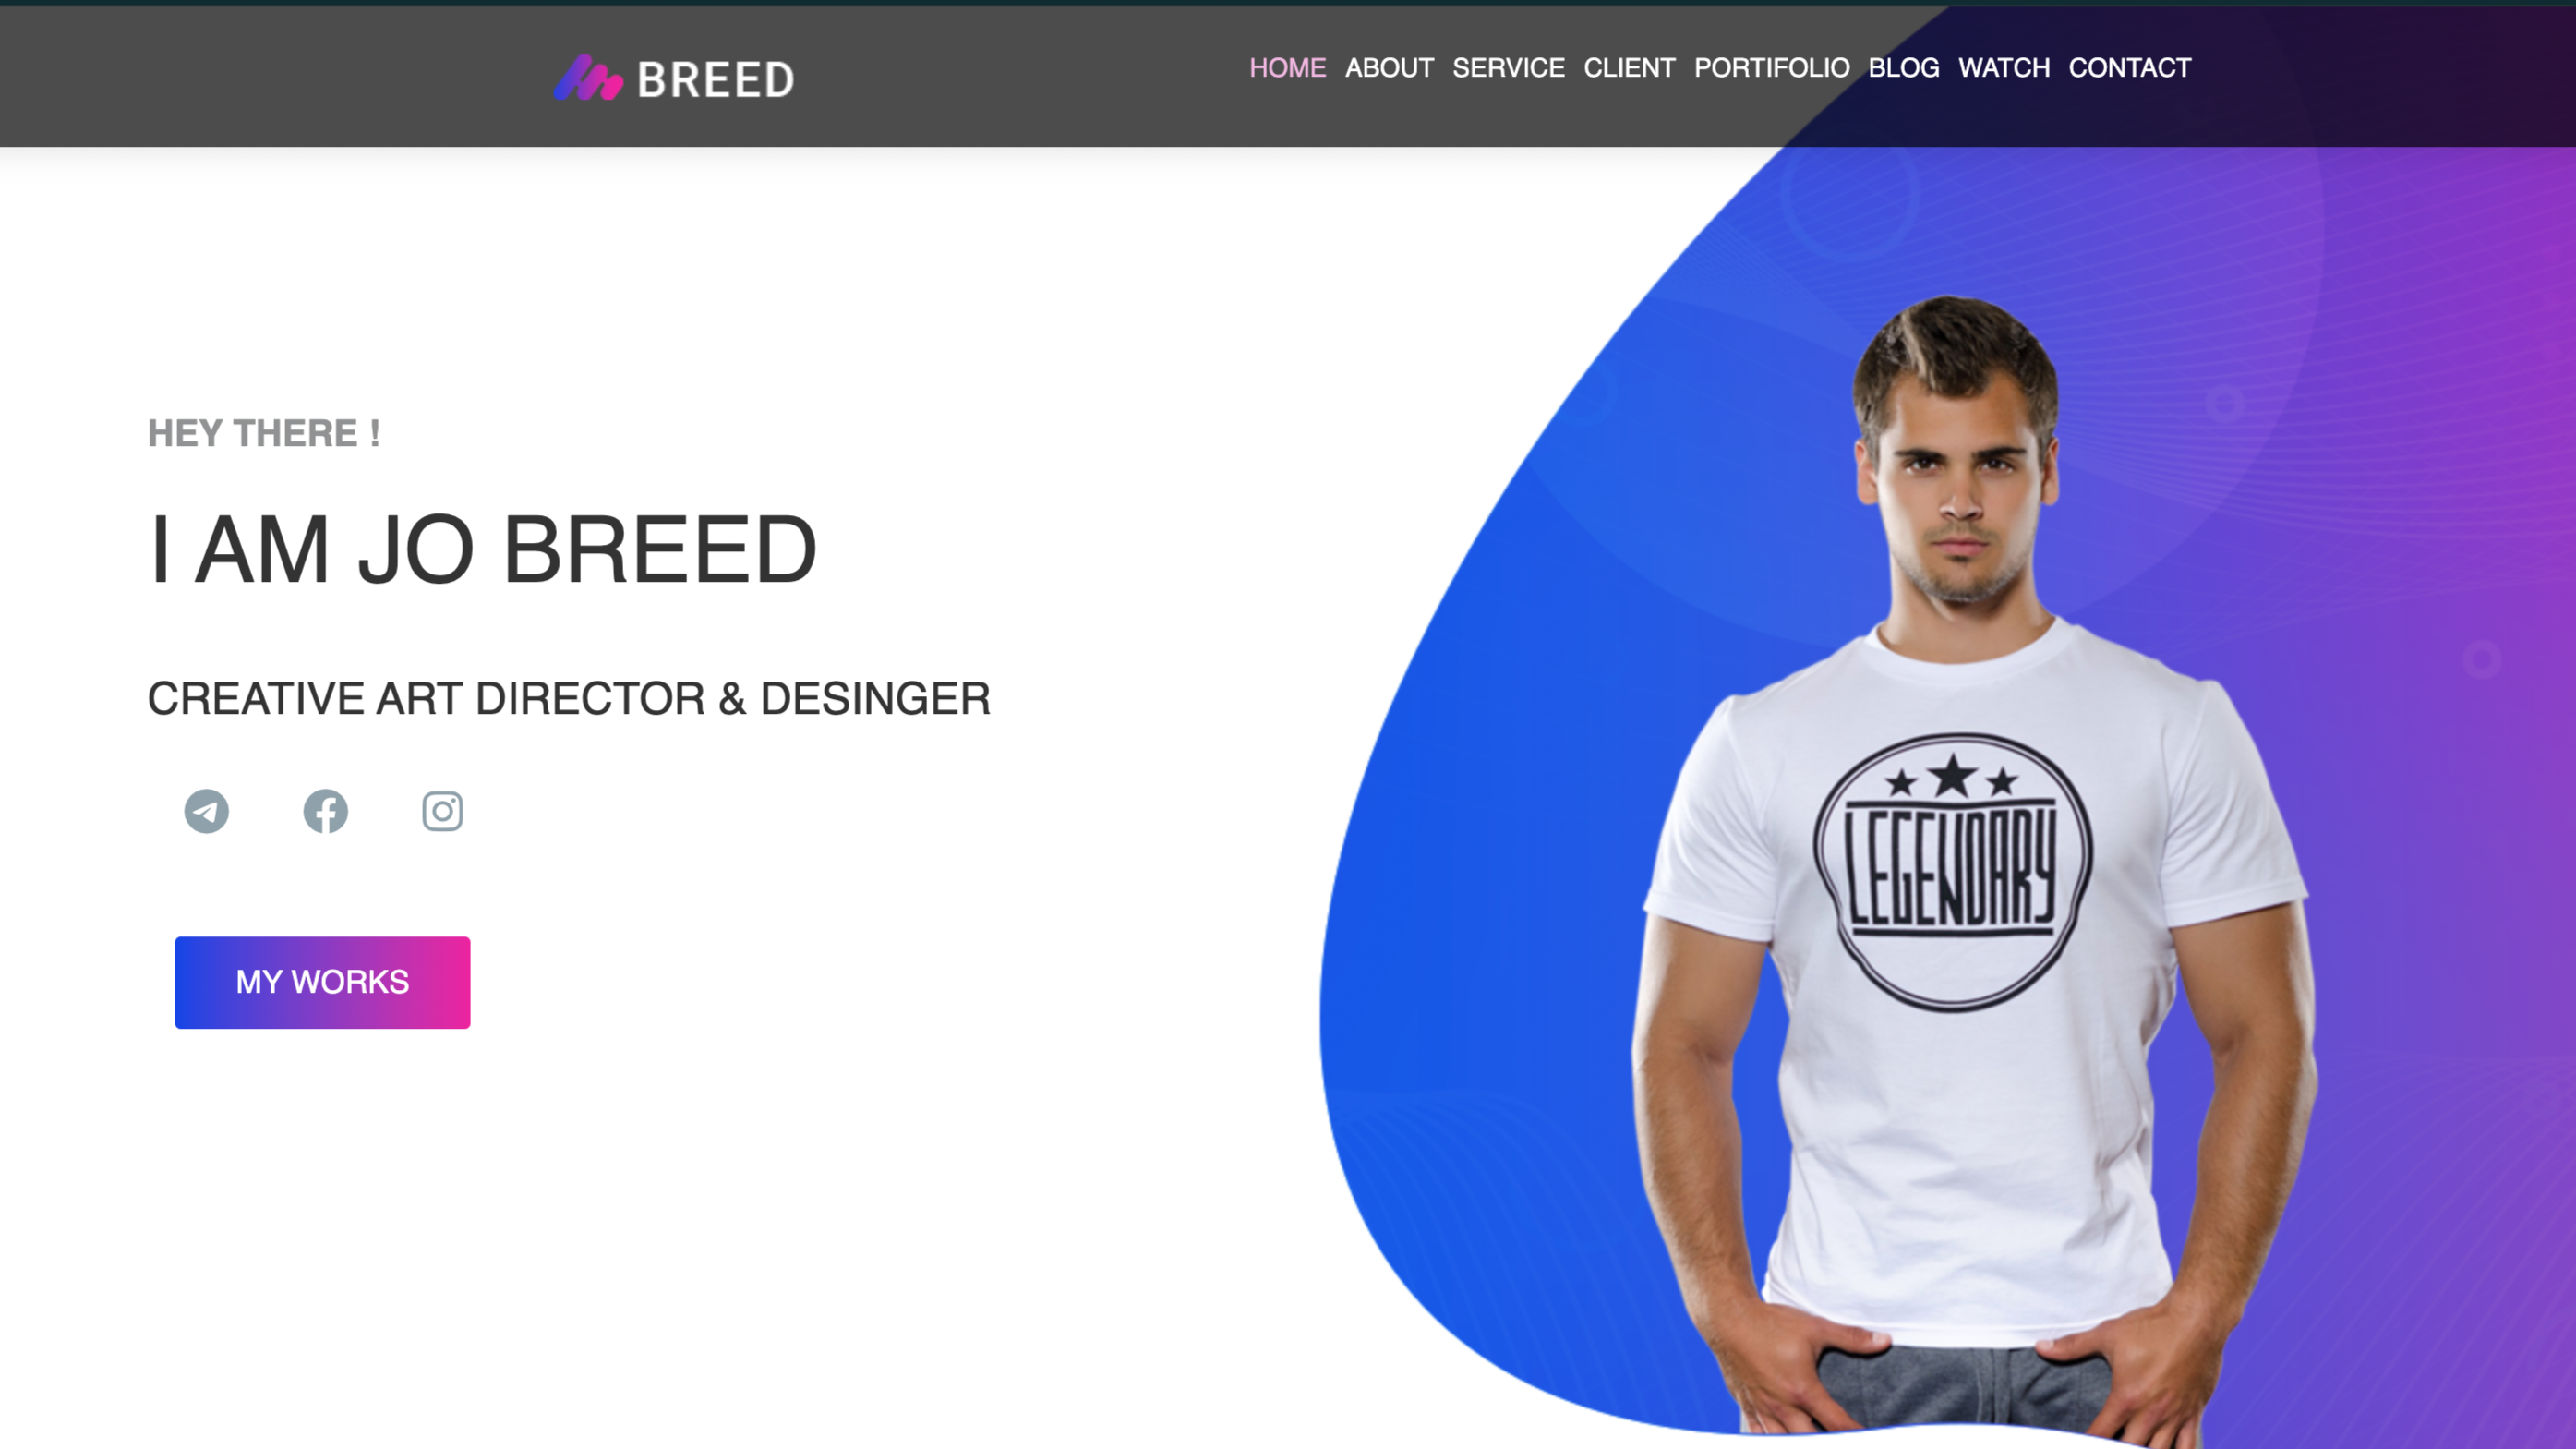 BREED
HOME ABOUT SERVICE CLIENT PORTIFOLIO BLOG WATCH CONTACT
HEY THERE !
I AM JO BREED
CREATIVE ART DIRECTOR & DESINGER
MY WORKS
LEGENDARY